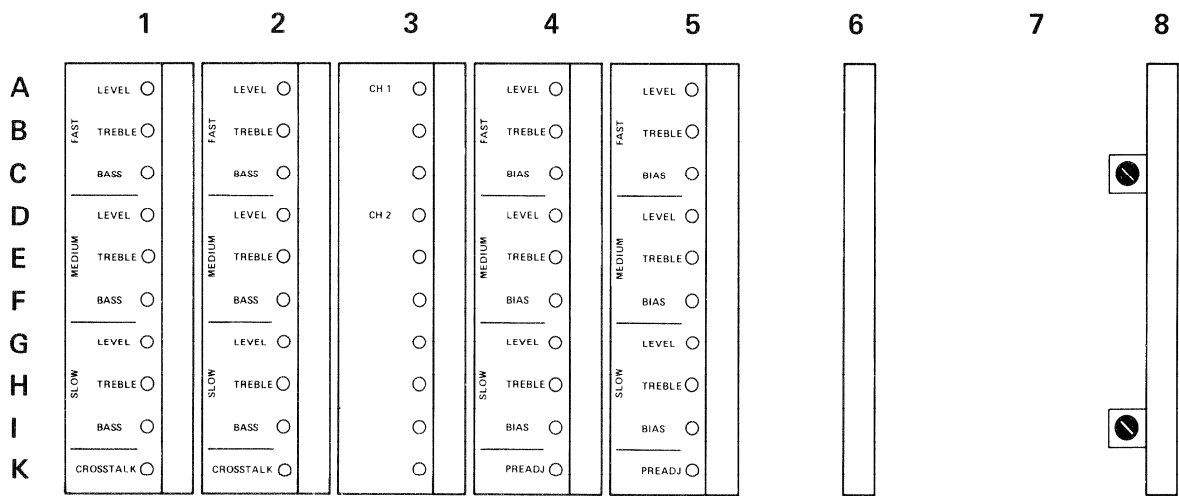 1 2 3 4 5 6 7 8
A LEVEL LEVEL CH 1 LEVEL LEVEL
B FAST TREBLE FAST TREBLE FAST TREBLE FAST TREBLE
C BASS BASS BIAS BIAS
D LEVEL LEVEL CH 2 LEVEL LEVEL
E MEDIUM TREBLE MEDIUM TREBLE MEDIUM TREBLE MEDIUM TREBLE
F BASS BASS BIAS BIAS
G LEVEL LEVEL LEVEL LEVEL
H SLOW TREBLE SLOW TREBLE SLOW TREBLE SLOW TREBLE
I BASS BASS BIAS BIAS
K CROSSTALK CROSSTALK PREADJ PREADJ